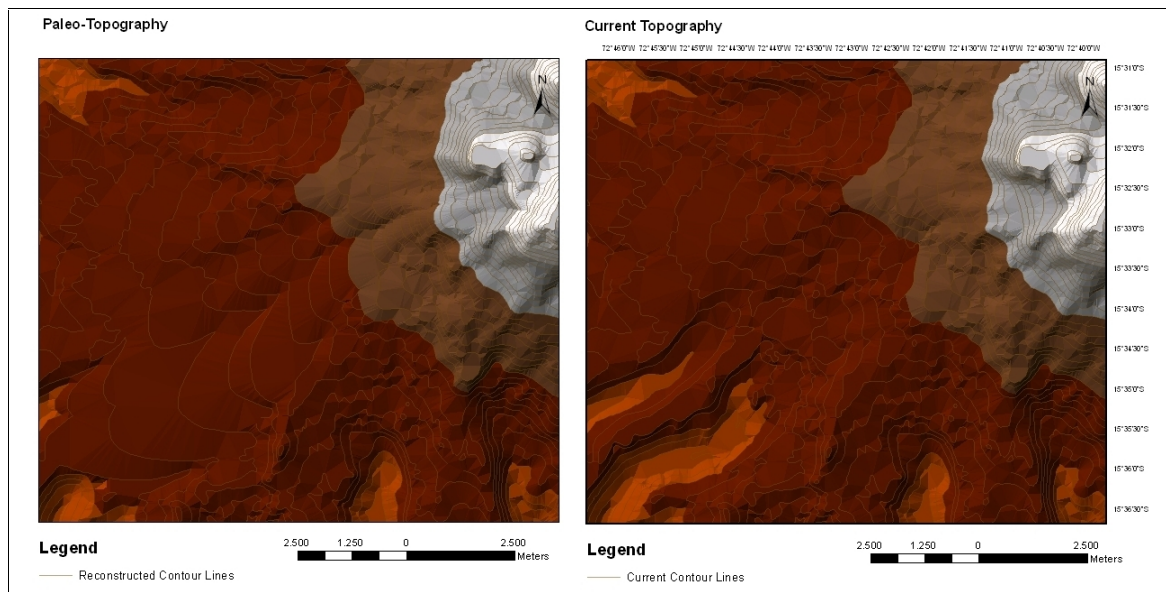 Paleo-Topography
Current Topography
72°46'0"W 72°45'30"W 72°45'0"W 72°44'30"W 72°44'0"W 72°43'30"W 72°43'0"W 72°42'30"W 72°42'0"W 72°41'30"W 72°41'0"W 72°40'30"W 72°40'0"W
N
N
15°31'0"S
15°31'30"S
15°32'0"S
15°32'30"S
15°33'0"S
15°33'30"S
15°34'0"S
15°34'30"S
15°35'0"S
15°35'30"S
15°36'0"S
15°36'30"S
Legend
2.500 1.250 0 2.500
Meters
Reconstructed Contour Lines
Legend
2.500 1.250 0 2.500
Meters
Current Contour Lines